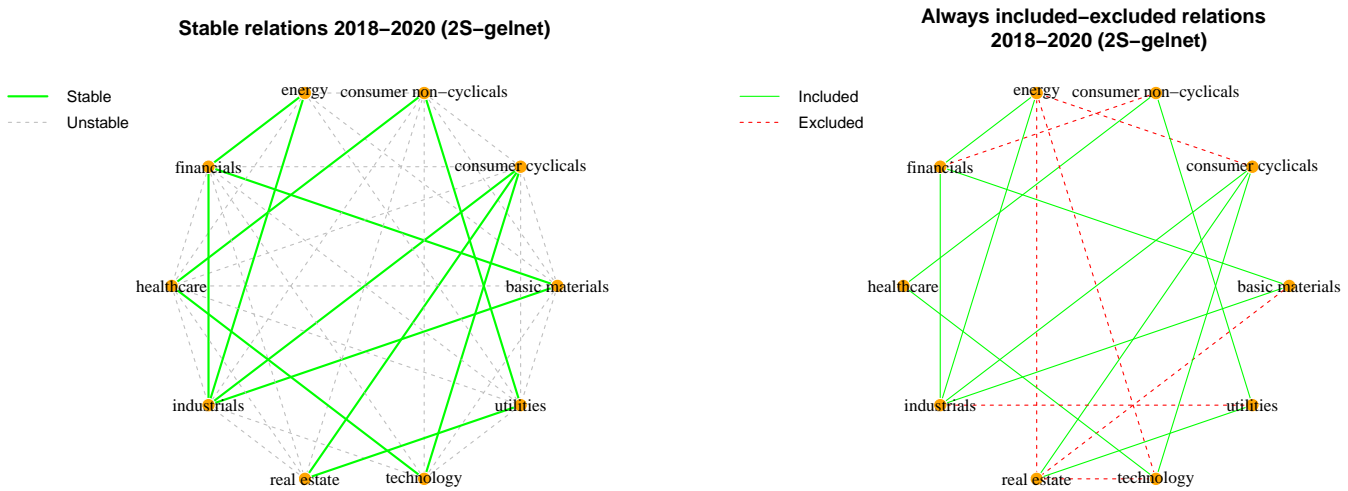 Stable relations 2018−2020 (2S−gelnet)
Stable
Unstable
energy
consumer non−cyclicals
financials
consumer cyclicals
healthcare
basic materials
industrials
utilities
real estate
technology
Always included−excluded relations
2018−2020 (2S−gelnet)
Included
Excluded
energy
consumer non−cyclicals
financials
consumer cyclicals
healthcare
basic materials
industrials
utilities
real estate
technology